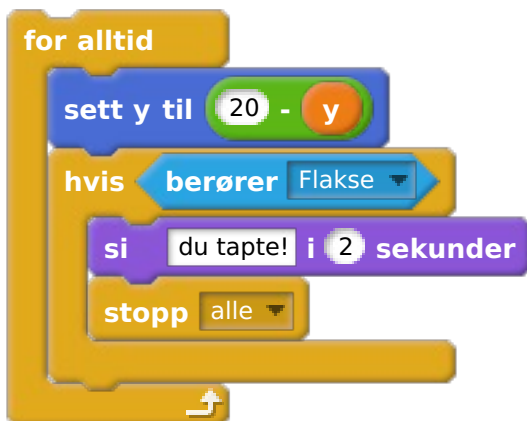 for alltid
sett y til 20 - y
hvis berører Flakse
si du tapte! i 2 sekunder
stopp alle